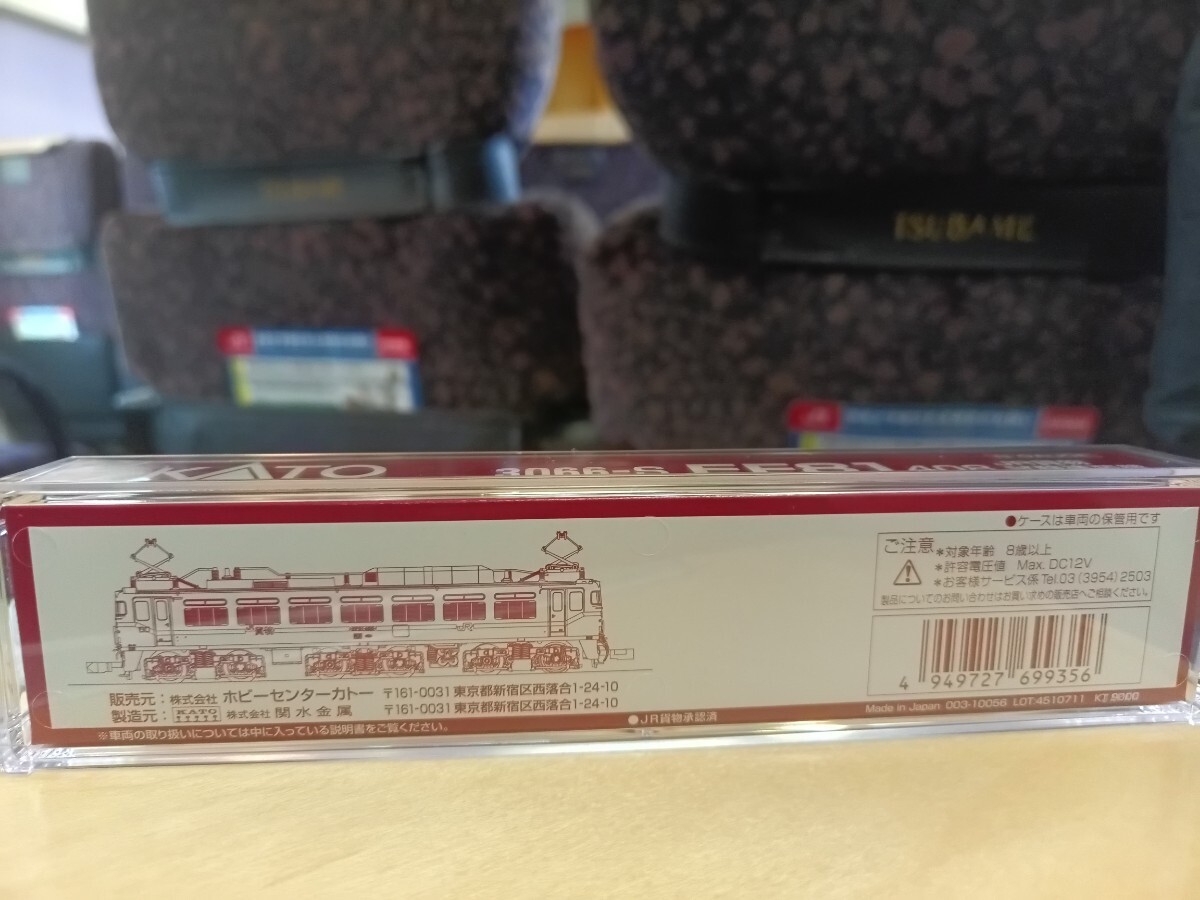 TSUBAME
KATO 3066-S EF81
●ケースは車両の保管用です
ご注意
*対象年齢 8歳以上
*許容電圧値 Max. DC12V
*お客様サービス係 Tel.03 (3954) 2503
製品についてのお問い合わせはお買い求めの販売店へご相談ください。
4 949727 699356
販売元：株式会社 ホビーセンターカトー 〒161-0031 東京都新宿区西落合1-24-10
製造元： KATO 株式会社 関水金属 〒161-0031 東京都新宿区西落合1-24-10
●JR貨物承認済
Made in Japan 003-10056 LOT:4510711 KT 9000
※車両の取り扱いについては中に入っている説明書をご覧ください。